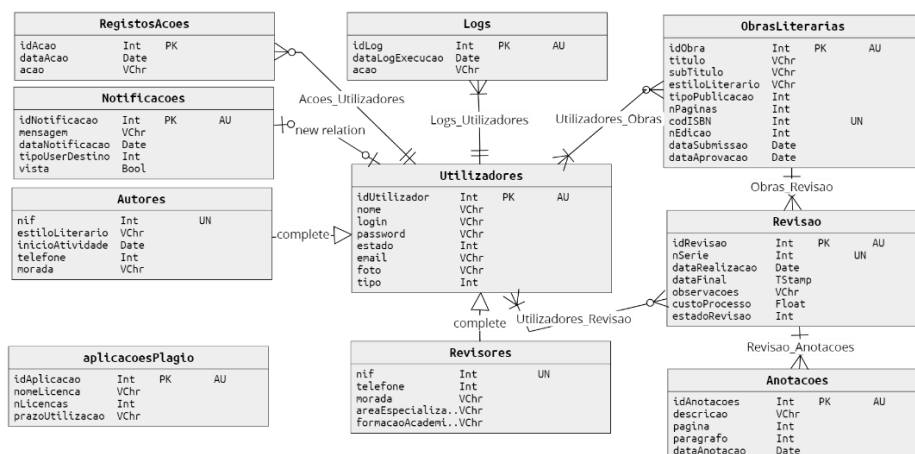 RegistosAcoes
idAcao Int PK
dataAcao Date
acao VChr
Logs
idLog Int PK AU
dataLogExecucao Date
acao VChr
ObrasLiterarias
idObra Int PK AU
titulo VChr
subTitulo VChr
estiloLiterario VChr
tipoPublicacao Int
nPaginas Int
codISBN Int UN
nEdicao Int
dataSubmissao Date
dataAprovacao Date
Acoes_Utilizadores
Logs_Utilizadores
Utilizadores_Obras
Notificacoes
idNotificacao Int PK AU
mensagem VChr
dataNotificacao Date
tipoUserDestino Int
vista Bool
new relation
Utilizadores
idUtilizador Int PK AU
nome VChr
login VChr
password VChr
estado Int
email VChr
foto VChr
tipo Int
Obras_Revisao
Autores
nif Int UN
estiloLiterario VChr
inicioAtividade Date
telefone Int
morada VChr
complete
Revisao
idRevisao Int PK AU
nSerie Int UN
dataRealizacao Date
dataFinal TStamp
observacoes VChr
custoProcesso Float
estadoRevisao Int
complete
Utilizadores_Revisao
Revisao_Anotacoes
aplicacoesPlagio
idAplicacao Int PK AU
nomeLicenca VChr
nLicencas Int
prazoUtilizacao VChr
Revisores
nif Int UN
telefone Int
morada VChr
areaEspecializa..VChr
formacaoAcademi..VChr
Anotacoes
idAnotacoes Int PK AU
descricao VChr
pagina Int
paragrafo Int
dataAnotacao Date